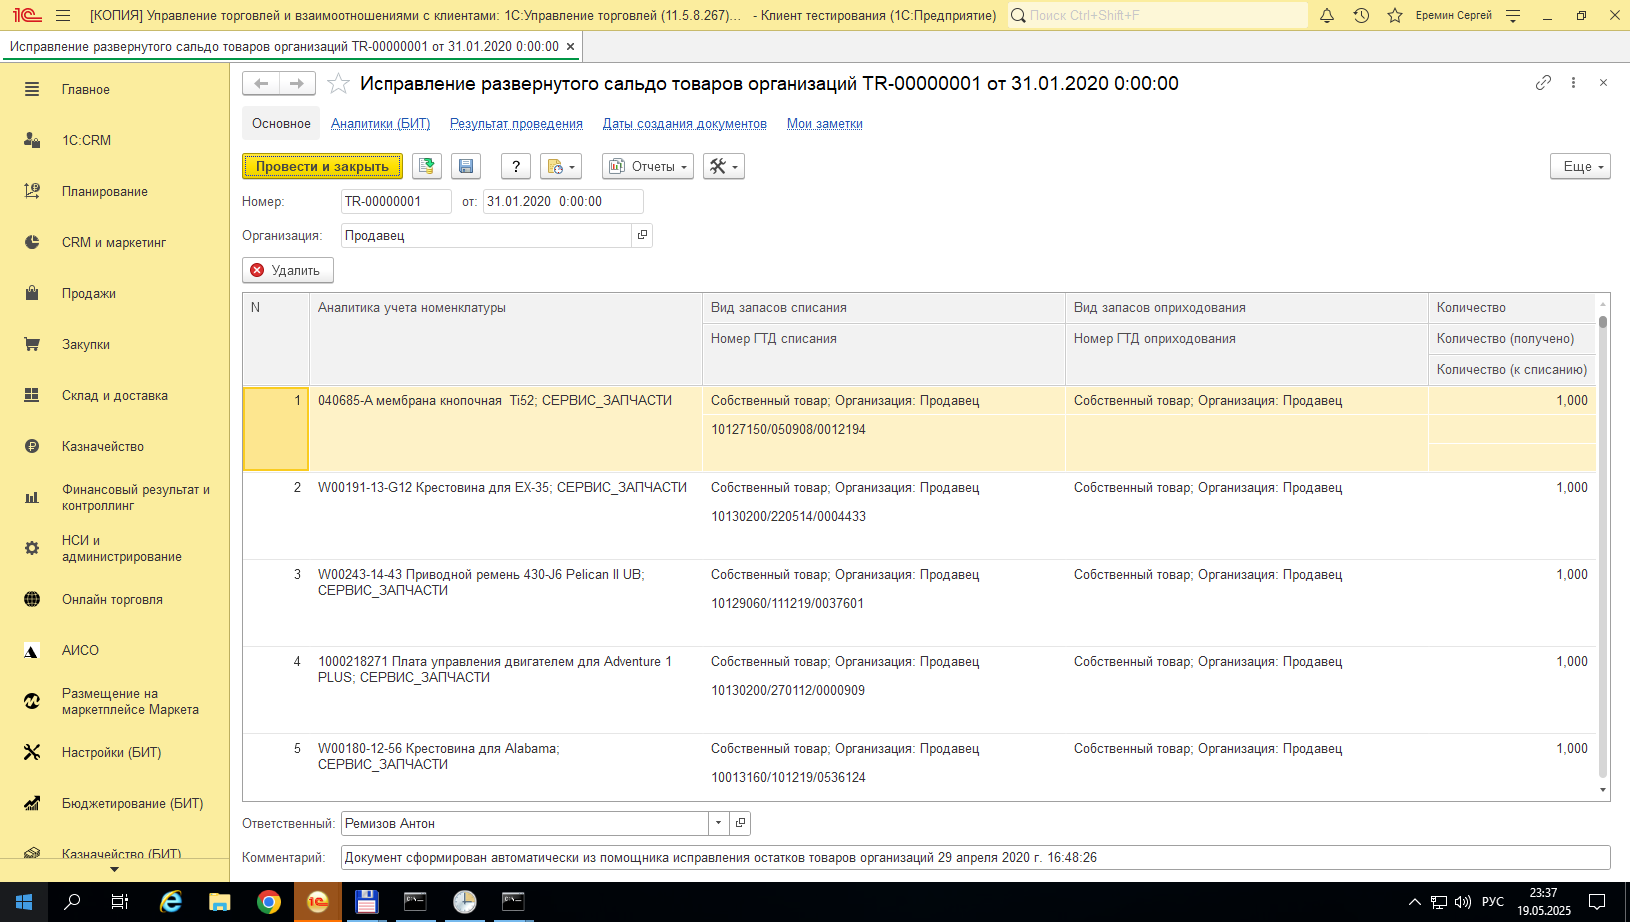 [КОПИЯ] Управление торговлей и взаимоотношениями с клиентами: 1С:Управление торговлей (11.5.8.267)... - Клиент тестирования (1С:Предприятие)
Поиск Ctrl+Shift+F
Еремин Сергей
Исправление развернутого сальдо товаров организаций TR-00000001 от 31.01.2020 0:00:00 ×
Главное
1С:CRM
Планирование
CRM и маркетинг
Продажи
Закупки
Склад и доставка
Казначейство
Финансовый результат и
контроллинг
НСИ и
администрирование
Онлайн торговля
АИСО
Размещение на
маркетплейсе Маркета
Настройки (БИТ)
Бюджетирование (БИТ)
Казначейство (БИТ)
Исправление развернутого сальдо товаров организаций TR-00000001 от 31.01.2020 0:00:00
Основное Аналитики (БИТ) Результат проведения Даты создания документов Мои заметки
Провести и закрыть ? Отчеты Еще
Номер: TR-00000001 от: 31.01.2020 0:00:00
Организация: Продавец
Удалить
N Аналитика учета номенклатуры Вид запасов списания Вид запасов оприходования Количество
Номер ГТД списания Номер ГТД оприходования Количество (получено)
Количество (к списанию)
1 040685-А мембрана кнопочная Ti52; СЕРВИС_ЗАПЧАСТИ Собственный товар; Организация: Продавец Собственный товар; Организация: Продавец 1,000
10127150/050908/0012194
2 W00191-13-G12 Крестовина для EX-35; СЕРВИС_ЗАПЧАСТИ Собственный товар; Организация: Продавец Собственный товар; Организация: Продавец 1,000
10130200/220514/0004433
3 W00243-14-43 Приводной ремень 430-J6 Pelican II UB; Собственный товар; Организация: Продавец Собственный товар; Организация: Продавец 1,000
СЕРВИС_ЗАПЧАСТИ
10129060/111219/0037601
4 1000218271 Плата управления двигателем для Adventure 1 Собственный товар; Организация: Продавец Собственный товар; Организация: Продавец 1,000
PLUS; СЕРВИС_ЗАПЧАСТИ
10130200/270112/0000909
5 W00180-12-56 Крестовина для Alabama; Собственный товар; Организация: Продавец Собственный товар; Организация: Продавец 1,000
СЕРВИС_ЗАПЧАСТИ
10013160/101219/0536124
Ответственный: Ремизов Антон
Комментарий: Документ сформирован автоматически из помощника исправления остатков товаров организаций 29 апреля 2020 г. 16:48:26
РУС
23:37
19.05.2025